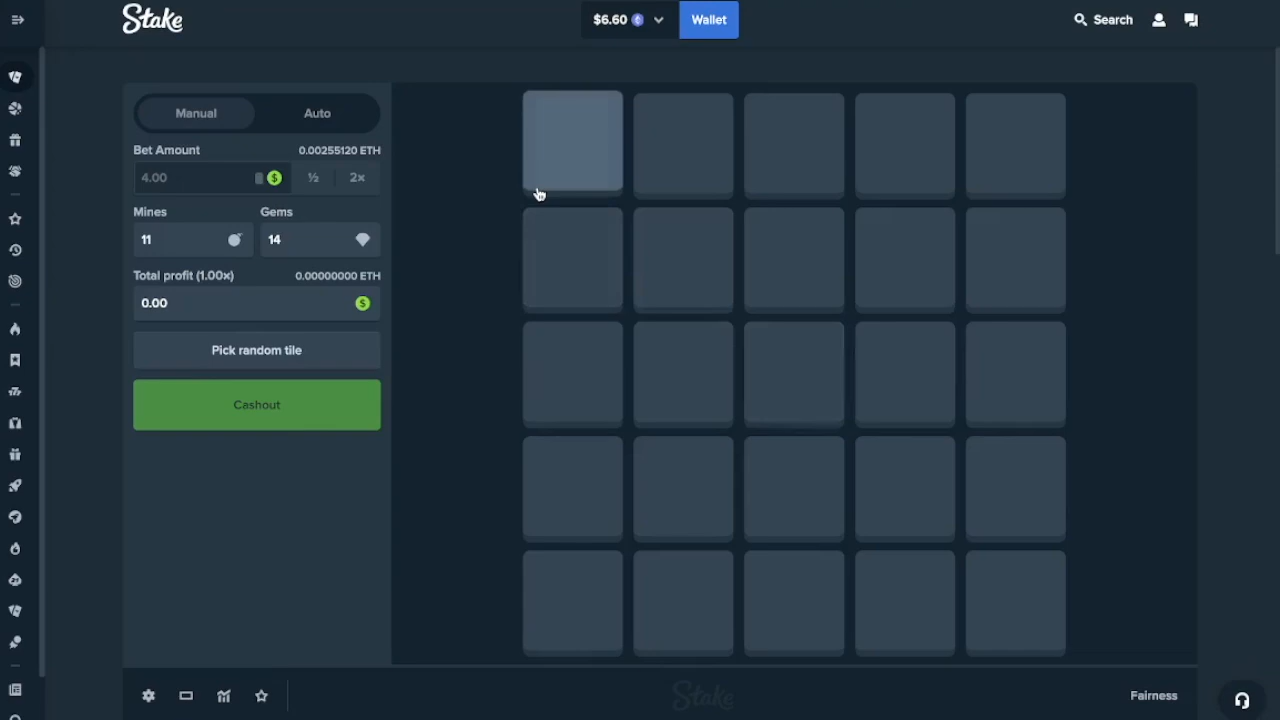 Stake
$6.60
Wallet
Search
Manual
Auto
Bet Amount
0.00255120 ETH
4.00
$
½
2×
Mines
Gems
11
14
Total profit (1.00×)
0.00000000 ETH
0.00
$
Pick random tile
Cashout
Stake
Fairness